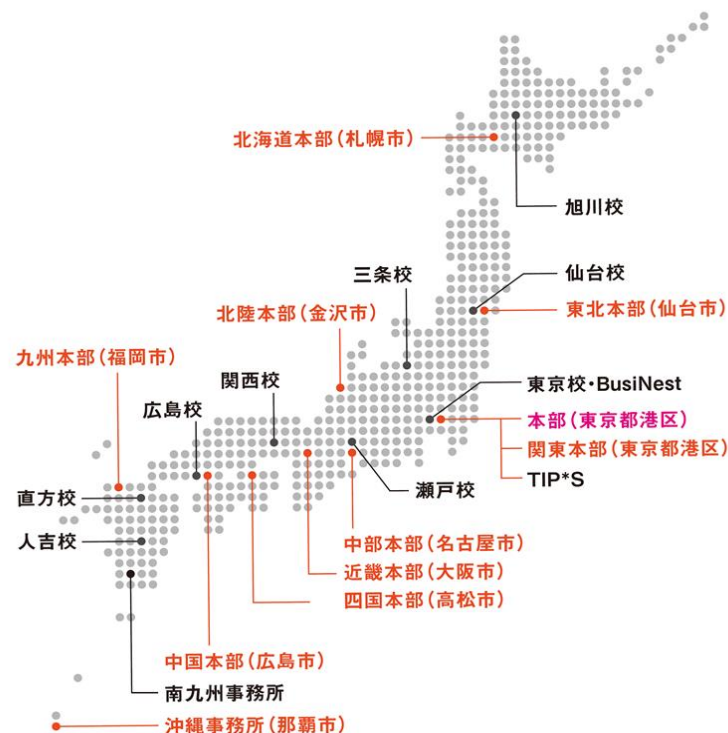 北海道本部(札幌市)
旭川校
三条校
仙台校
北陸本部(金沢市)
東北本部(仙台市)
九州本部(福岡市)
関西校
東京校・BusiNest
広島校
本部(東京都港区)
関東本部(東京都港区)
TIP*S
瀬戸校
直方校
人吉校
中部本部(名古屋市)
近畿本部(大阪市)
四国本部(高松市)
中国本部(広島市)
南九州事務所
沖縄事務所(那覇市)